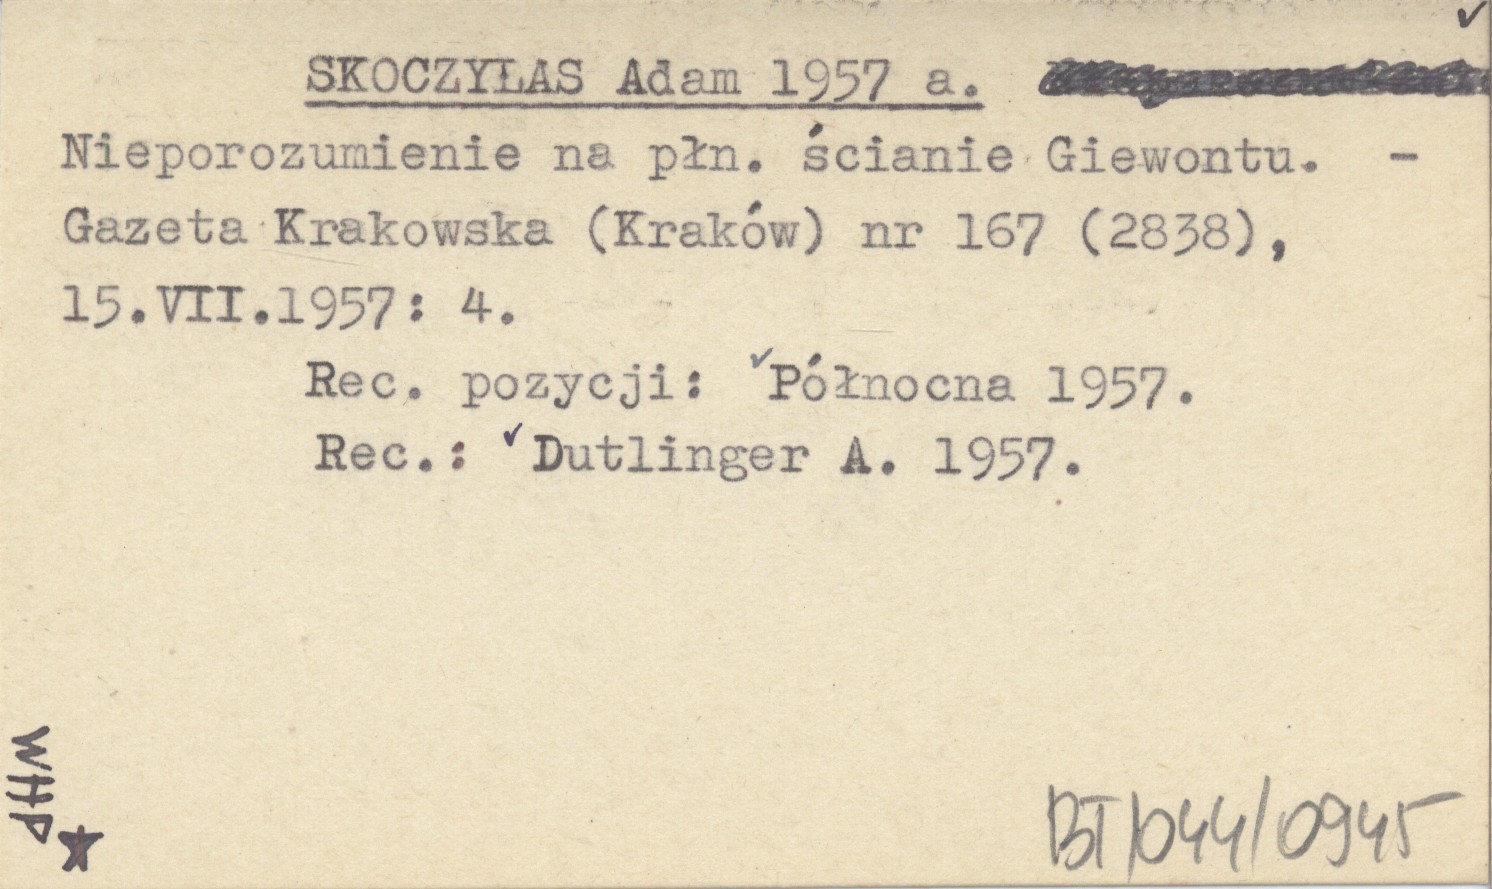 ✓
SKOCZYLAS Adam 1957 a.
Nieporozumienie na płn. ścianie Giewontu. -
Gazeta Krakowska (Kraków) nr 167 (2838),
15.VII.1957: 4.
Rec. pozycji: ✓Północna 1957.
Rec.: ✓Dutlinger A. 1957.
WHP ★
BT/044/0945